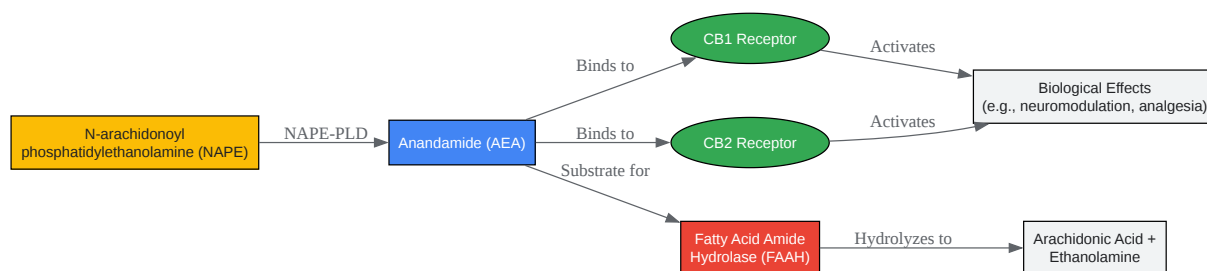 N-arachidonoyl
phosphatidylethanolamine (NAPE)
NAPE-PLD
Anandamide (AEA)
Binds to
CB1 Receptor
Activates
Binds to
CB2 Receptor
Activates
Biological Effects
(e.g., neuromodulation, analgesia)
Substrate for
Fatty Acid Amide
Hydrolase (FAAH)
Hydrolyzes to
Arachidonic Acid +
Ethanolamine